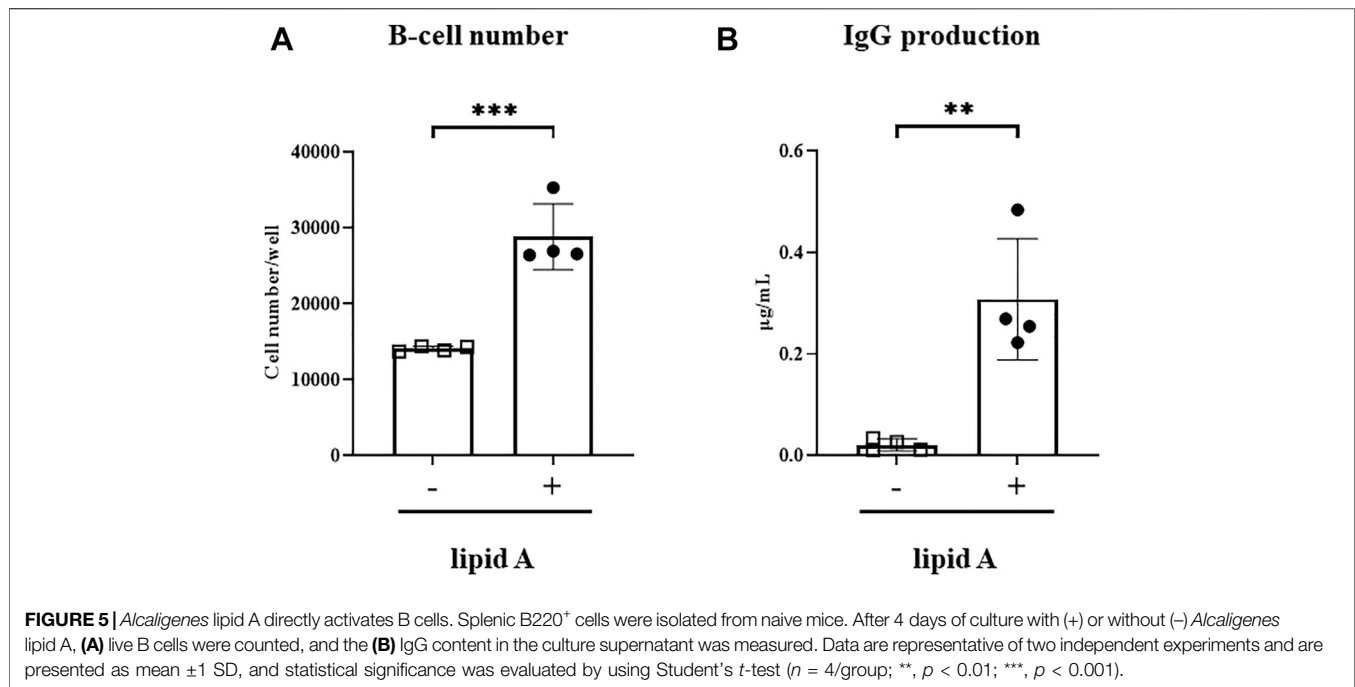 A B-cell number
B IgG production
***
**
40000
30000
20000
10000
0
Cell number/well
- +
lipid A
0.6
0.4
0.2
0.0
μg/mL
- +
lipid A
FIGURE 5 | Alcaligenes lipid A directly activates B cells. Splenic B220⁺ cells were isolated from naive mice. After 4 days of culture with (+) or without (−) Alcaligenes
lipid A, (A) live B cells were counted, and the (B) IgG content in the culture supernatant was measured. Data are representative of two independent experiments and are
presented as mean ±1 SD, and statistical significance was evaluated by using Student's t-test (n = 4/group; **, p < 0.01; ***, p < 0.001).